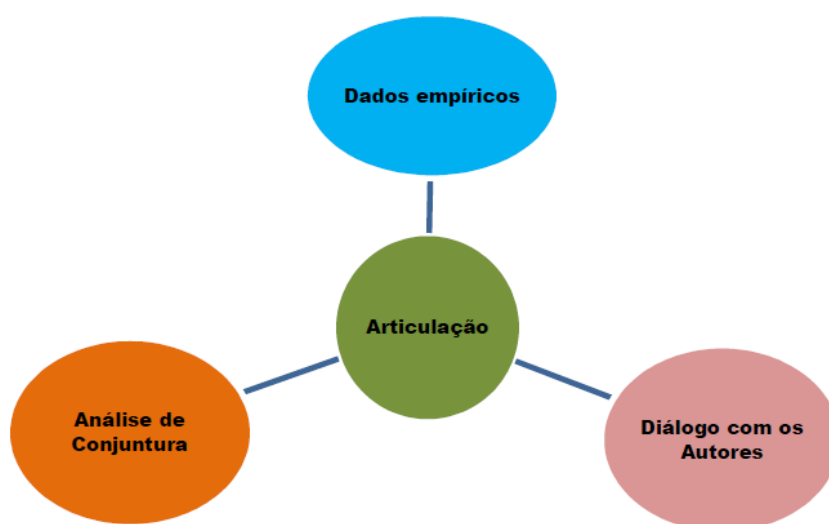 Dados empíricos
Articulação
Análise de
Conjuntura
Diálogo com os
Autores